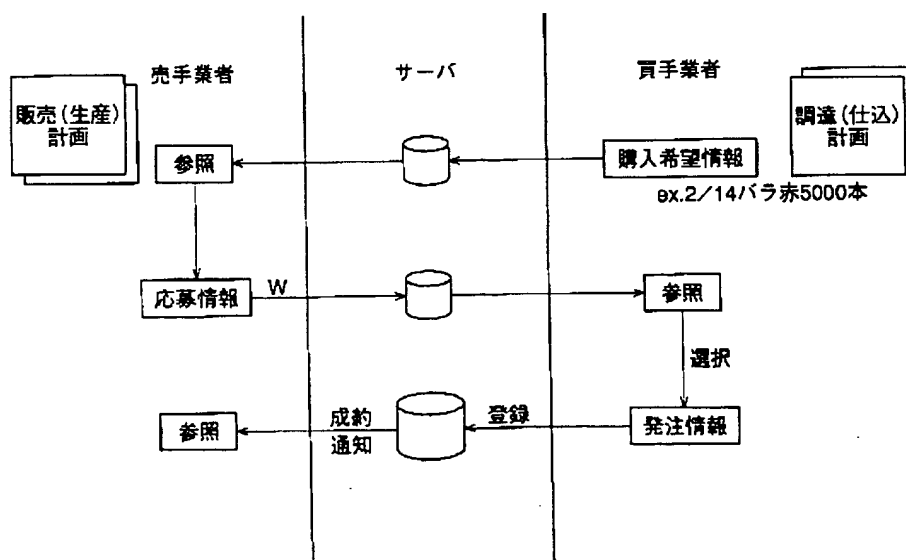 売手業者
サーバ
買手業者
販売(生産)
計画
調達(仕込)
計画
参照
購入希望情報
ex.2/14バラ赤5000本
応募情報
W
参照
選択
参照
成約
通知
登録
発注情報